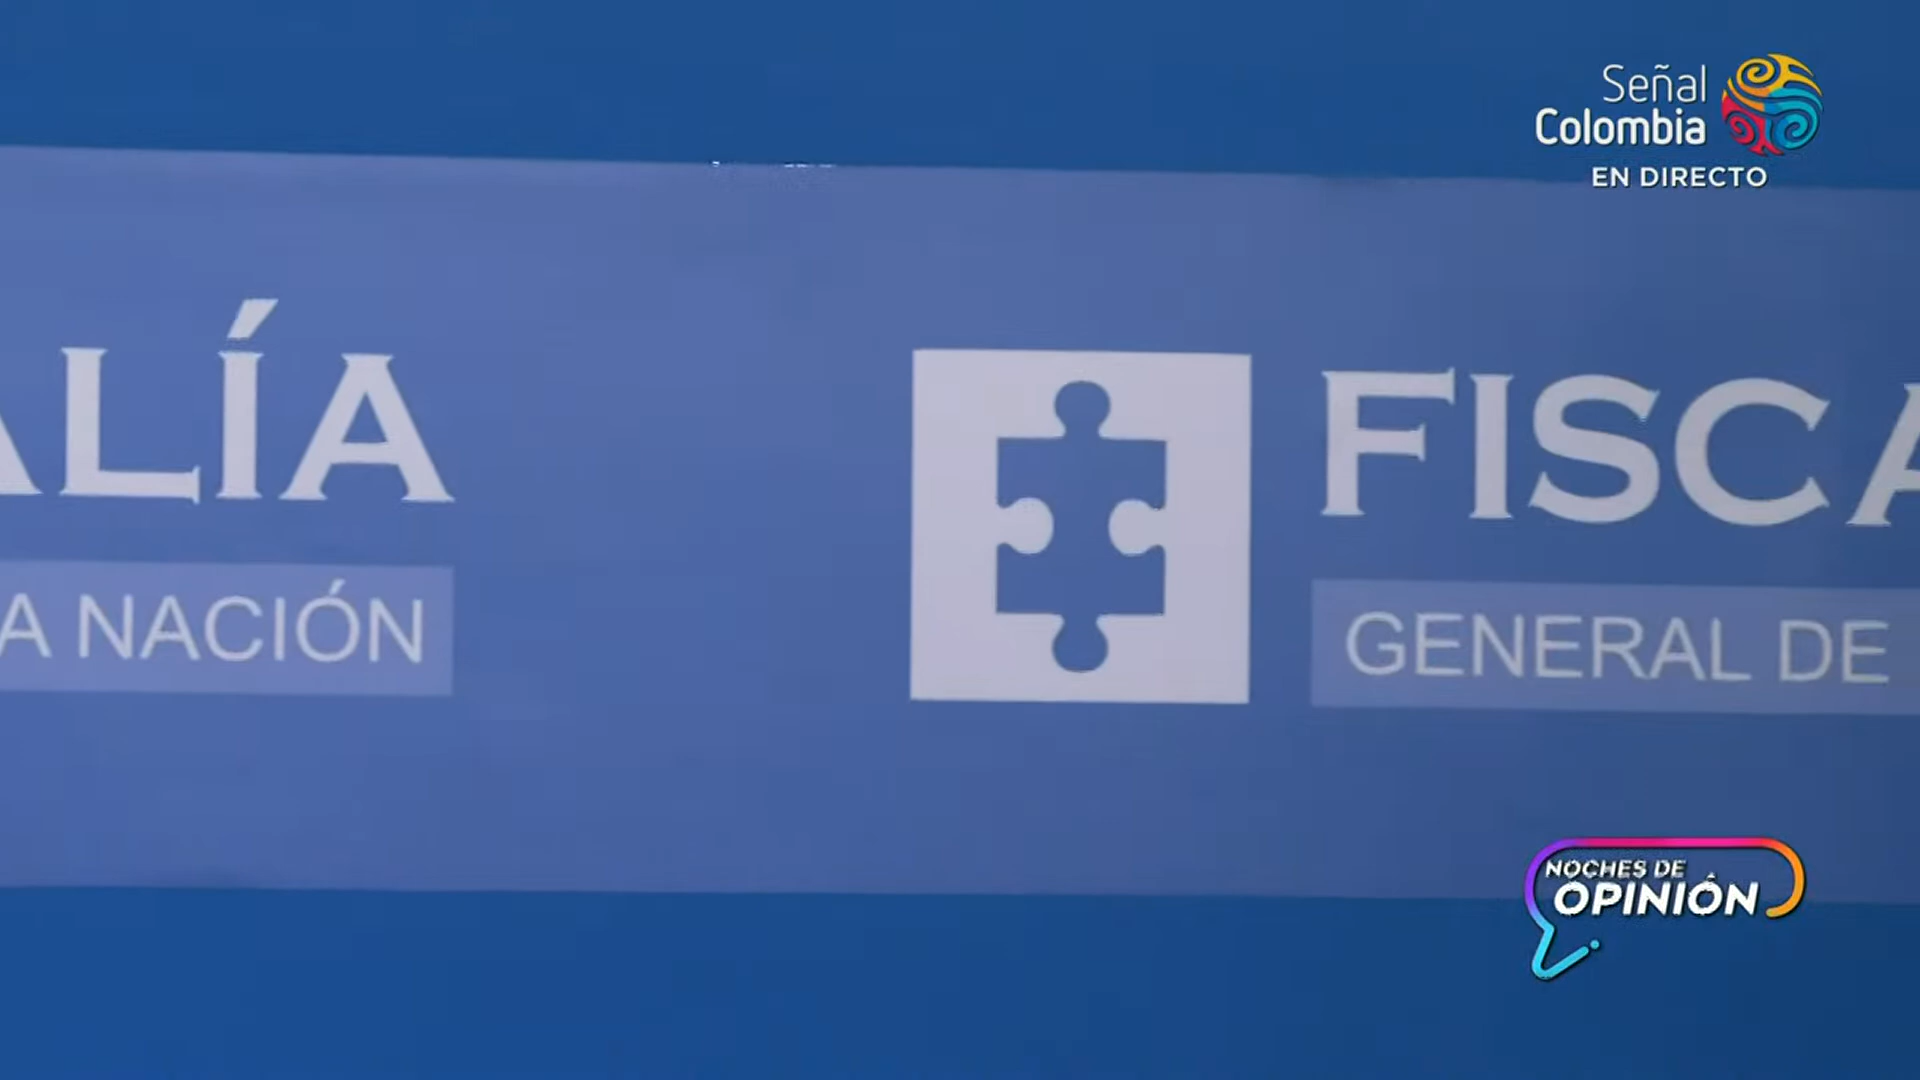 Señal
Colombia
EN DIRECTO
ALÍA
A NACIÓN
FISCA
GENERAL DE
NOCHES DE
OPINIÓN